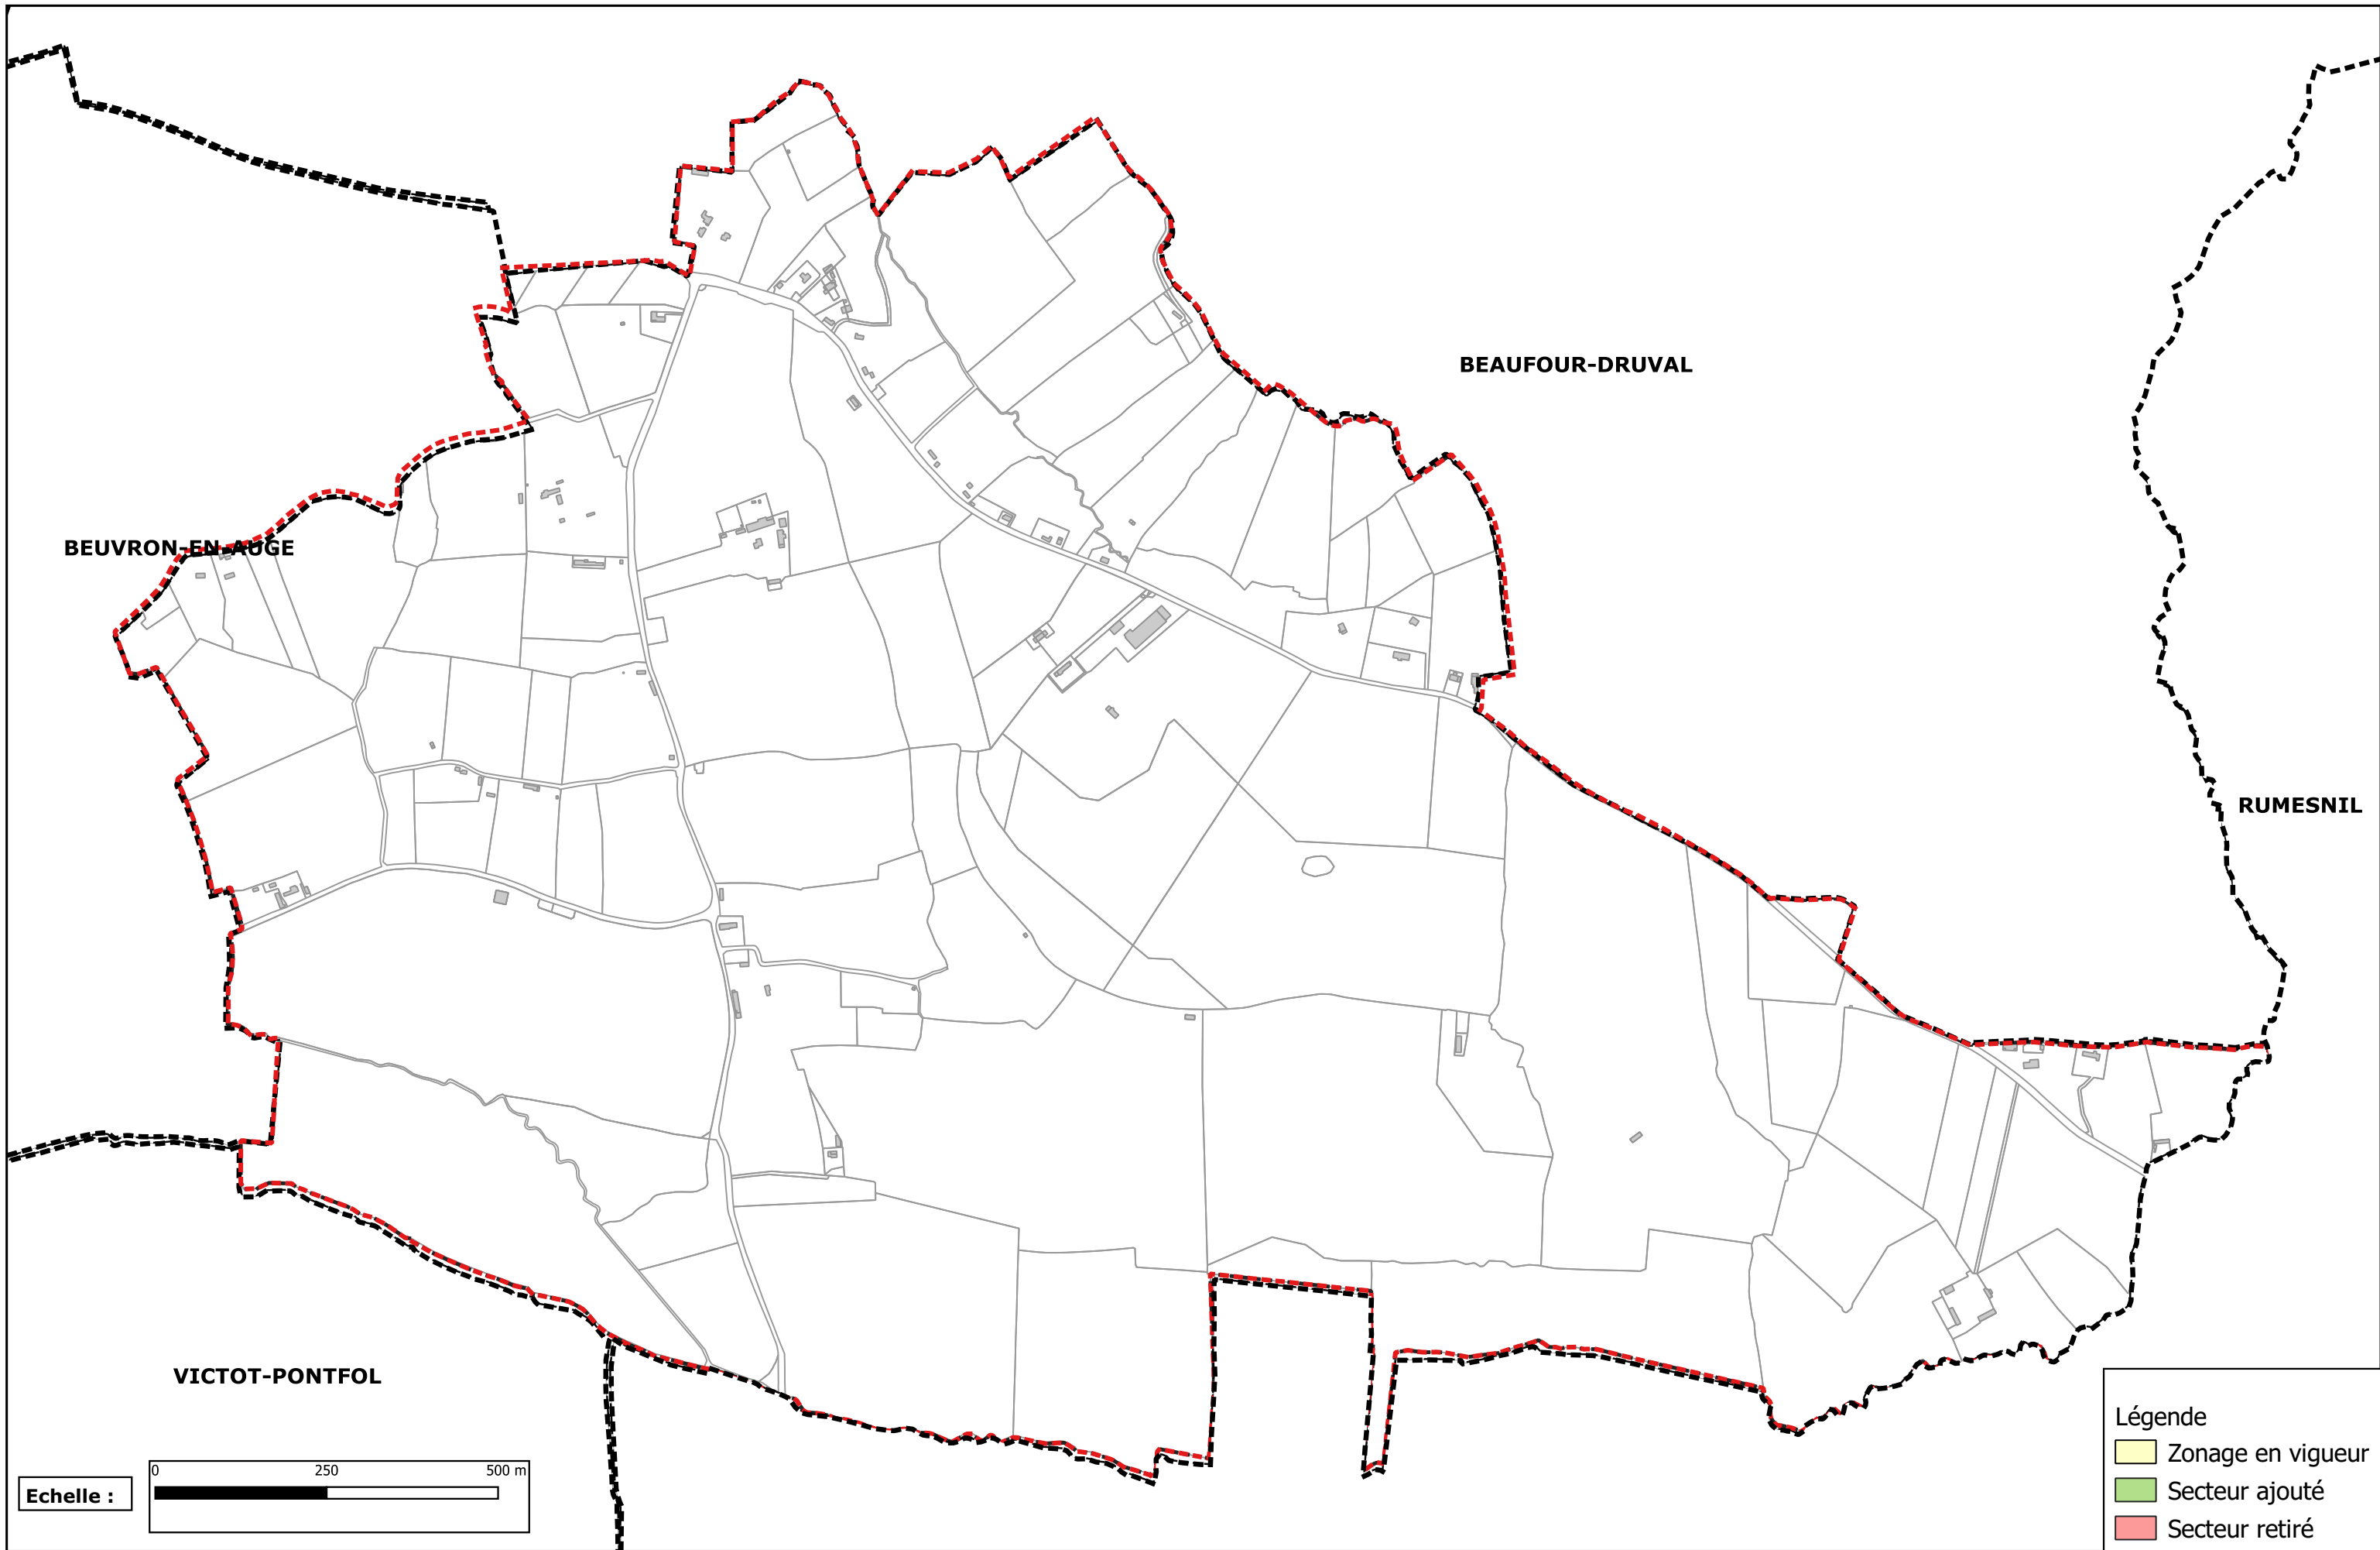 BEAUFOUR-DRUVAL
BEUVRON-EN-AUGE
RUMESNIL
VICTOT-PONTFOL
Echelle :
0 250 500 m
Légende
Zonage en vigueur
Secteur ajouté
Secteur retiré